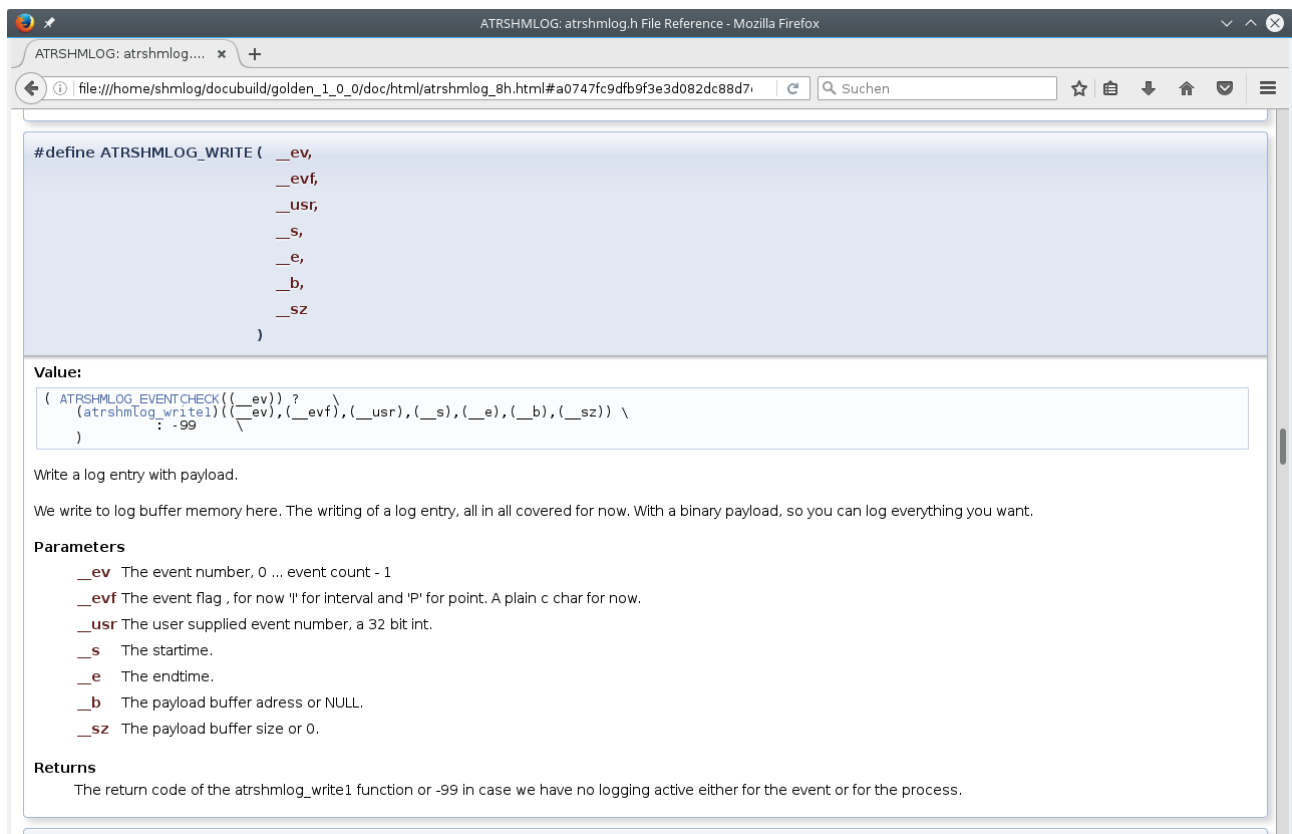 ATRSHMLOG: atrshmlog.h File Reference - Mozilla Firefox
ATRSHMLOG: atrshmlog....
file:///home/shmlog/docubuild/golden_1_0_0/doc/html/atrshmlog_8h.html#a0747fc9dfb9f3e3d082dc88d7 Suchen
#define ATRSHMLOG_WRITE ( __ev,
__evf,
__usr,
__s,
__e,
__b,
__sz
)
Value:
( ATRSHMLOG_EVENTCHECK((__ev)) ? \
(atrshmlog_write1)((__ev),(__evf),(__usr),(__s),(__e),(__b),(__sz)) \
: -99 \
)
Write a log entry with payload.
We write to log buffer memory here. The writing of a log entry, all in all covered for now. With a binary payload, so you can log everything you want.
Parameters
__ev The event number, 0 ... event count - 1
__evf The event flag , for now 'I' for interval and 'P' for point. A plain c char for now.
__usr The user supplied event number, a 32 bit int.
__s The startime.
__e The endtime.
__b The payload buffer adress or NULL.
__sz The payload buffer size or 0.
Returns
The return code of the atrshmlog_write1 function or -99 in case we have no logging active either for the event or for the process.